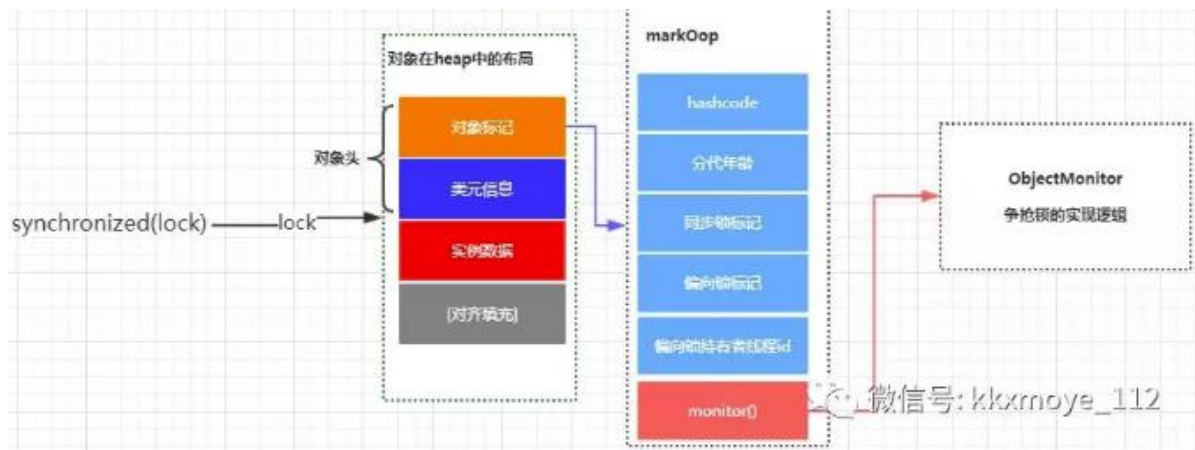 synchronized(lock)
lock
对象头
对象在heap中的布局
对象标记
类元信息
实例数据
(对齐填充)
markOop
hashcode
分代年龄
同步锁标记
偏向锁标记
偏向锁持有者线程id
monitor()
ObjectMonitor
争抢锁的实现逻辑
微信号: kkxmoye_112